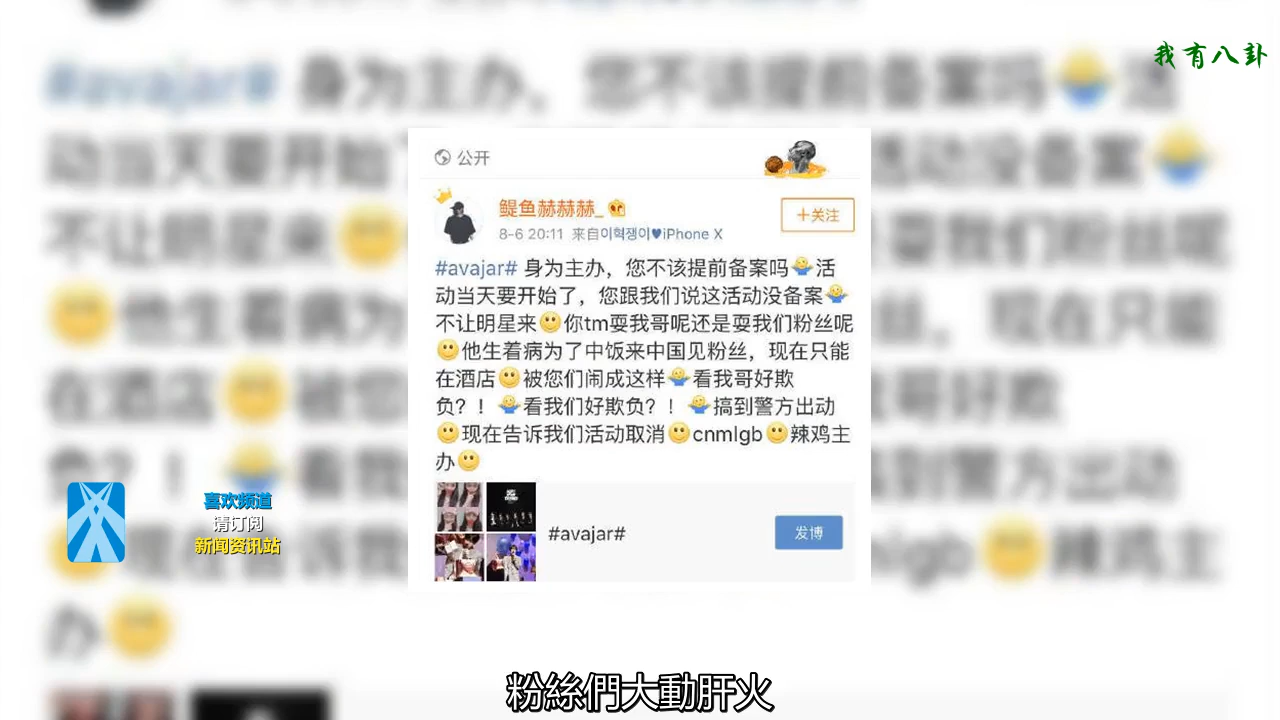 我有八卦
公开
鳀鱼赫赫赫_
+关注
8-6 20:11 来自이혁쟁이♥iPhone X
#avajar# 身为主办，您不该提前备案吗🤷活
动当天要开始了，您跟我们说这活动没备案🤷
不让明星来🙂你tm耍我哥呢还是耍我们粉丝呢
🙂他生着病为了中饭来中国见粉丝，现在只能
在酒店🙂被您们闹成这样🤷看我哥好欺
负？！🤷看我们好欺负？！🤷搞到警方出动
🙂现在告诉我们活动取消🙂cnmlgb🙂辣鸡主
办🙂
#avajar#
发博
喜欢频道
请订阅
新闻资讯站
粉絲們大動肝火